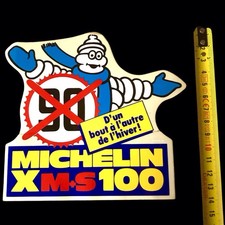 90
D'un
bout à l'autre
de l'hiver!
MICHELIN
XM+S100